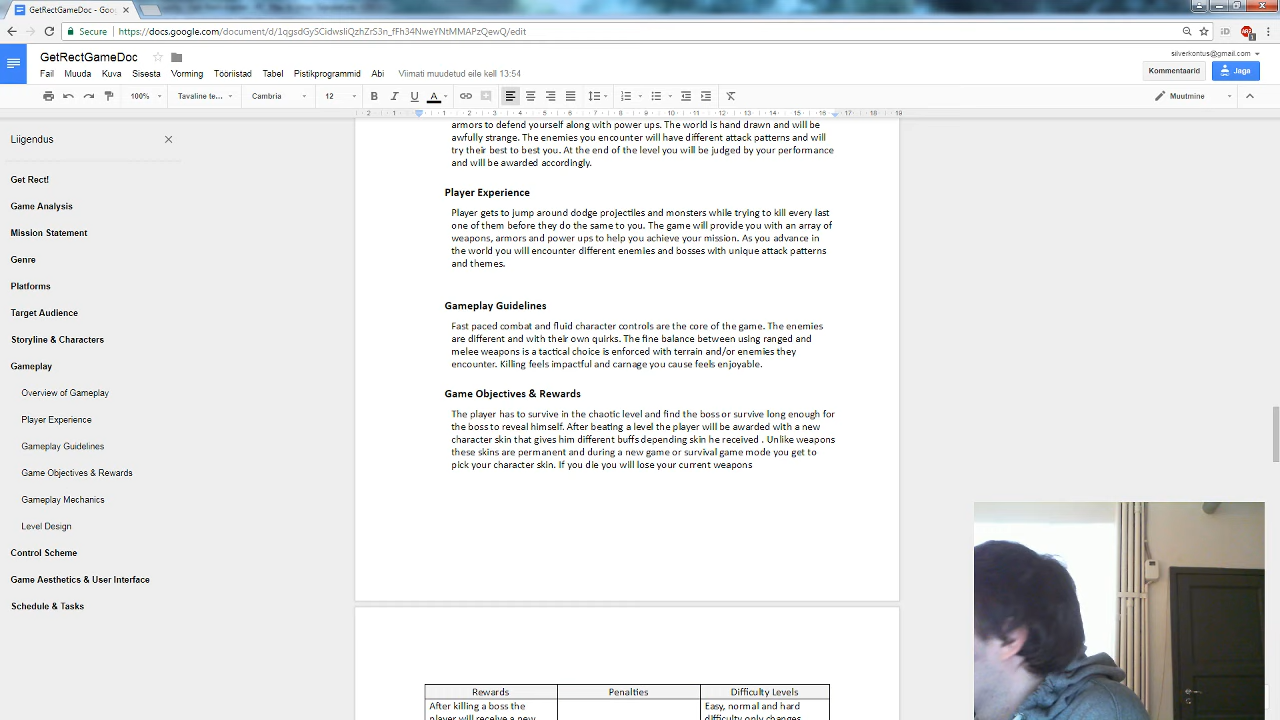 GetRectGameDoc - Goo
Secure
https://docs.google.com/document/d/1qgsdGySCidwsIiQzhZrS3n_fFh34NweYNtMMAPzQewQ/edit
GetRectGameDoc
silverkontus@gmail.com
Fail Muuda Kuva Sisesta Vorming Tööriistad Tabel Pistikprogrammid Abi Viimati muudetud eile kell 13:54
Kommentaarid
Jaga
100% Tavaline te... Cambria 12 B I U A Muutmine
Liigendus
Get Rect!
Game Analysis
Mission Statement
Genre
Platforms
Target Audience
Storyline & Characters
Gameplay
Overview of Gameplay
Player Experience
Gameplay Guidelines
Game Objectives & Rewards
Gameplay Mechanics
Level Design
Control Scheme
Game Aesthetics & User Interface
Schedule & Tasks
armors to defend yourself along with power ups. The world is hand drawn and will be
awfully strange. The enemies you encounter will have different attack patterns and will
try their best to best you. At the end of the level you will be judged by your performance
and will be awarded accordingly.
Player Experience
Player gets to jump around dodge projectiles and monsters while trying to kill every last
one of them before they do the same to you. The game will provide you with an array of
weapons, armors and power ups to help you achieve your mission. As you advance in
the world you will encounter different enemies and bosses with unique attack patterns
and themes.
Gameplay Guidelines
Fast paced combat and fluid character controls are the core of the game. The enemies
are different and with their own quirks. The fine balance between using ranged and
melee weapons is a tactical choice is enforced with terrain and/or enemies they
encounter. Killing feels impactful and carnage you cause feels enjoyable.
Game Objectives & Rewards
The player has to survive in the chaotic level and find the boss or survive long enough for
the boss to reveal himself. After beating a level the player will be awarded with a new
character skin that gives him different buffs depending skin he received . Unlike weapons
these skins are permanent and during a new game or survival game mode you get to
pick your character skin. If you die you will lose your current weapons
Rewards Penalties Difficulty Levels
After killing a boss the Easy, normal and hard
player will receive a new difficulty only changes